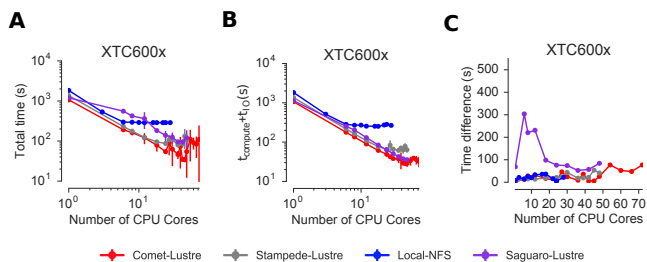 A
B
C
XTC600x
XTC600x
XTC600x
Total time (s)
10⁴
10³
10²
10¹
10⁰
10¹
Number of CPU Cores
t_compute+t_IO(s)
10⁴
10³
10²
10¹
10⁰
10¹
Number of CPU Cores
Time difference (s)
500
400
300
200
100
0
10 20 30 40 50 60 70
Number of CPU Cores
Comet-Lustre Stampede-Lustre Local-NFS Saguaro-Lustre